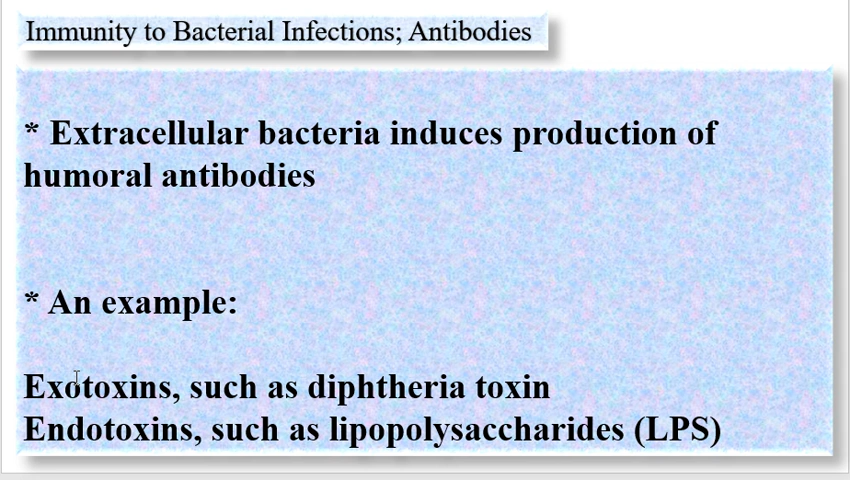 Immunity to Bacterial Infections; Antibodies
* Extracellular bacteria induces production of
humoral antibodies
* An example:
Exotoxins, such as diphtheria toxin
Endotoxins, such as lipopolysaccharides (LPS)